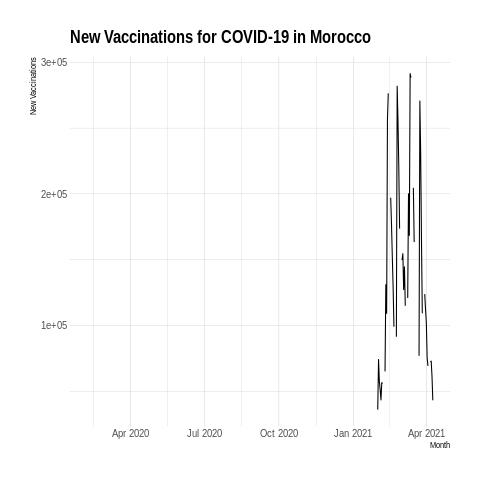 New Vaccinations for COVID-19 in Morocco
New Vaccinations
3e+05
2e+05
1e+05
Apr 2020 Jul 2020 Oct 2020 Jan 2021 Apr 2021
Month